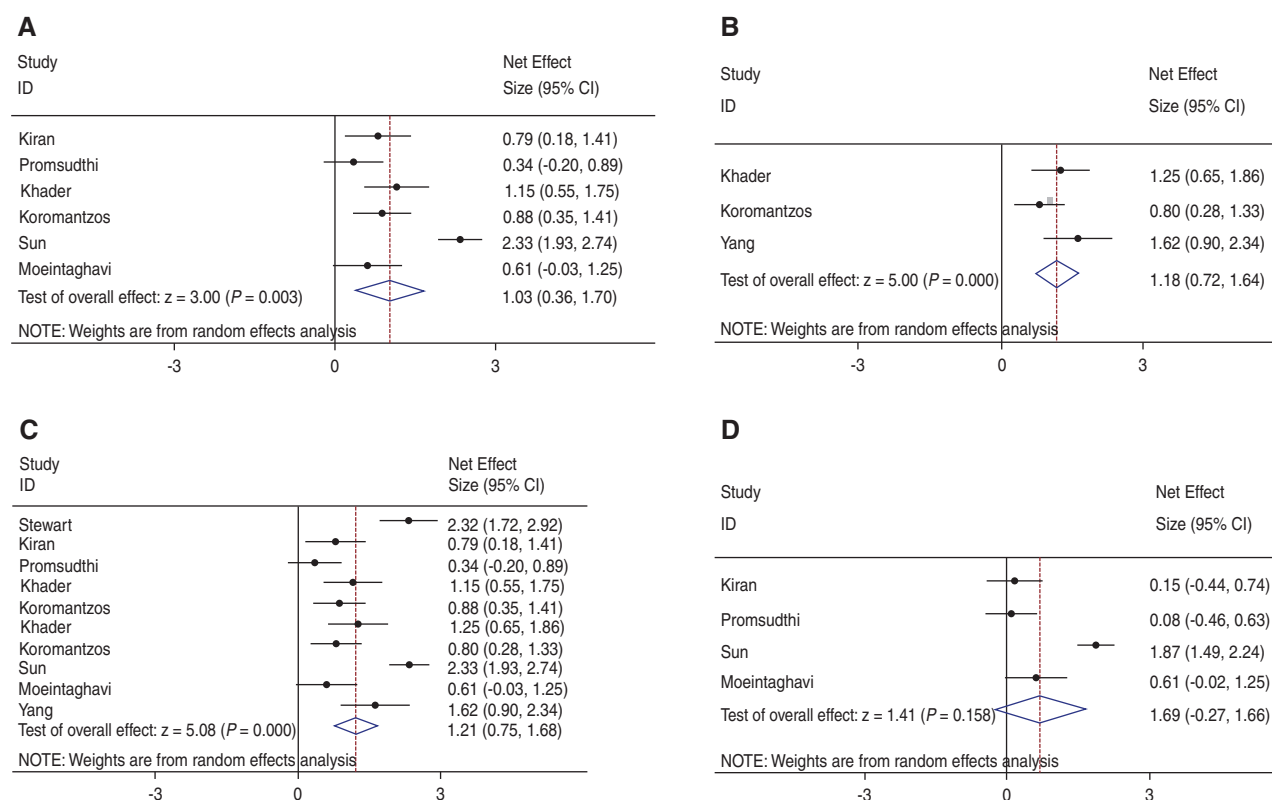 A
Study Net Effect
ID Size (95% CI)
Kiran 0.79 (0.18, 1.41)
Promsudthi 0.34 (-0.20, 0.89)
Khader 1.15 (0.55, 1.75)
Koromantzos 0.88 (0.35, 1.41)
Sun 2.33 (1.93, 2.74)
Moeintaghavi 0.61 (-0.03, 1.25)
Test of overall effect: z = 3.00 (P = 0.003) 1.03 (0.36, 1.70)
NOTE: Weights are from random effects analysis
-3 0 3
B
Study Net Effect
ID Size (95% CI)
Khader 1.25 (0.65, 1.86)
Koromantzos 0.80 (0.28, 1.33)
Yang 1.62 (0.90, 2.34)
Test of overall effect: z = 5.00 (P = 0.000) 1.18 (0.72, 1.64)
NOTE: Weights are from random effects analysis
-3 0 3
C
Study Net Effect
ID Size (95% CI)
Stewart 2.32 (1.72, 2.92)
Kiran 0.79 (0.18, 1.41)
Promsudthi 0.34 (-0.20, 0.89)
Khader 1.15 (0.55, 1.75)
Koromantzos 0.88 (0.35, 1.41)
Khader 1.25 (0.65, 1.86)
Koromantzos 0.80 (0.28, 1.33)
Sun 2.33 (1.93, 2.74)
Moeintaghavi 0.61 (-0.03, 1.25)
Yang 1.62 (0.90, 2.34)
Test of overall effect: z = 5.08 (P = 0.000) 1.21 (0.75, 1.68)
NOTE: Weights are from random effects analysis
-3 0 3
D
Study Net Effect
ID Size (95% CI)
Kiran 0.15 (-0.44, 0.74)
Promsudthi 0.08 (-0.46, 0.63)
Sun 1.87 (1.49, 2.24)
Moeintaghavi 0.61 (-0.02, 1.25)
Test of overall effect: z = 1.41 (P = 0.158) 1.69 (-0.27, 1.66)
NOTE: Weights are from random effects analysis
-3 0 3